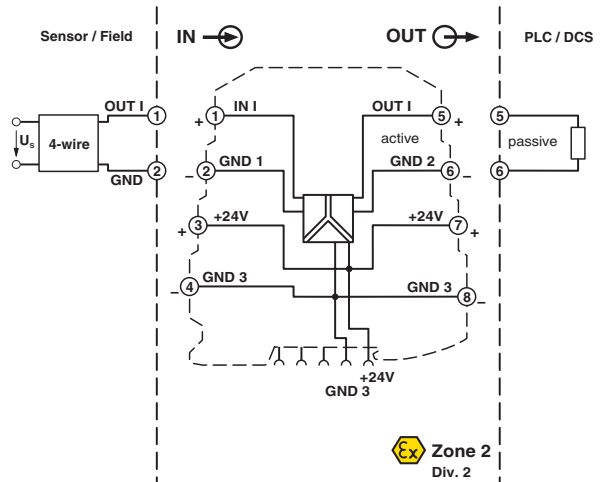 Sensor / Field
IN
OUT
PLC / DCS
OUT I
1
Us
4-wire
GND
2
+
1
IN I
OUT I
5
+
active
–
2
GND 1
GND 2
6
–
+
3
+24V
+24V
7
+
–
4
GND 3
GND 3
8
–
+24V
GND 3
5
passive
6
Ex
Zone 2
Div. 2